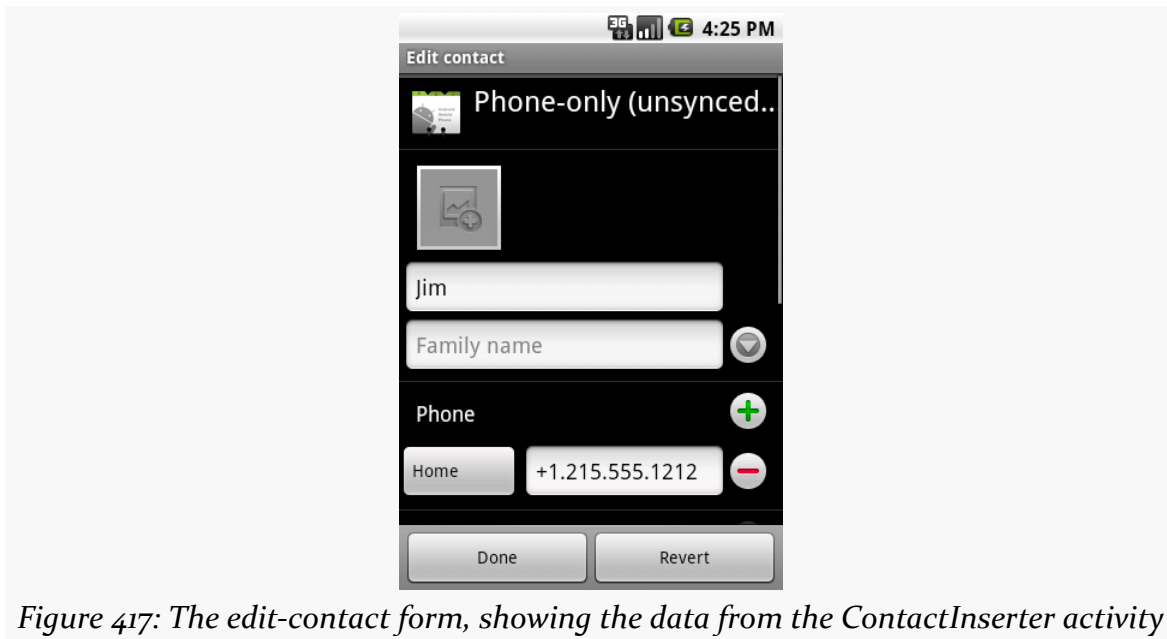 3G 4:25 PM
Edit contact
Phone-only (unsynced..
Jim
Family name
Phone
Home +1.215.555.1212
Done Revert
Figure 417: The edit-contact form, showing the data from the ContactInserter activity